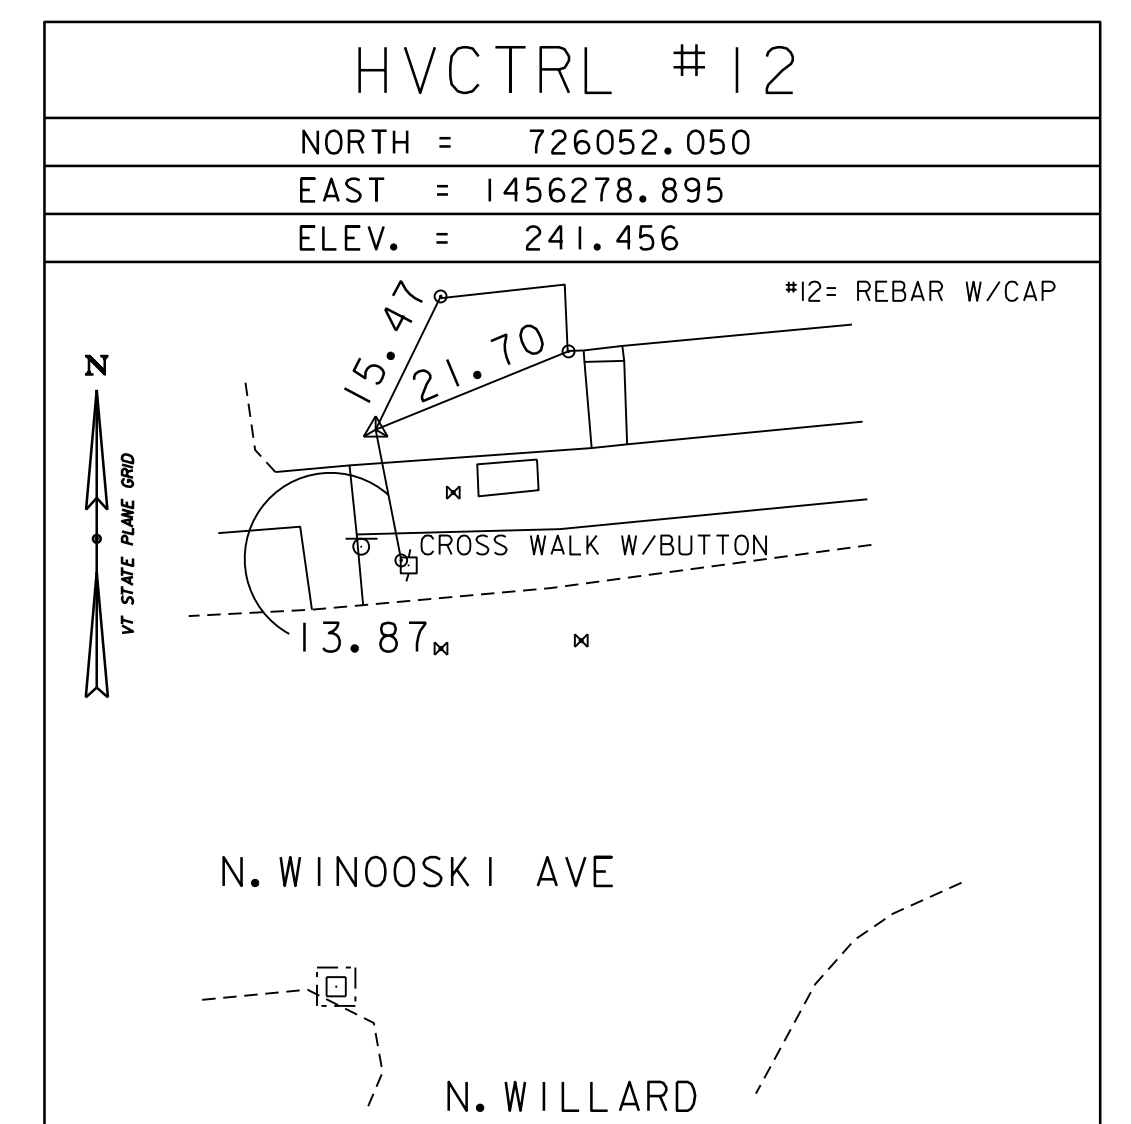 HVCTRL #12
NORTH = 726052.050
EAST = 1456278.895
ELEV. = 241.456
#12= REBAR W/CAP
15.47
21.70
N
VT STATE PLANE GRID
CROSS WALK W/BUTTON
13.87
N. WINOOSKI AVE
N. WILLARD